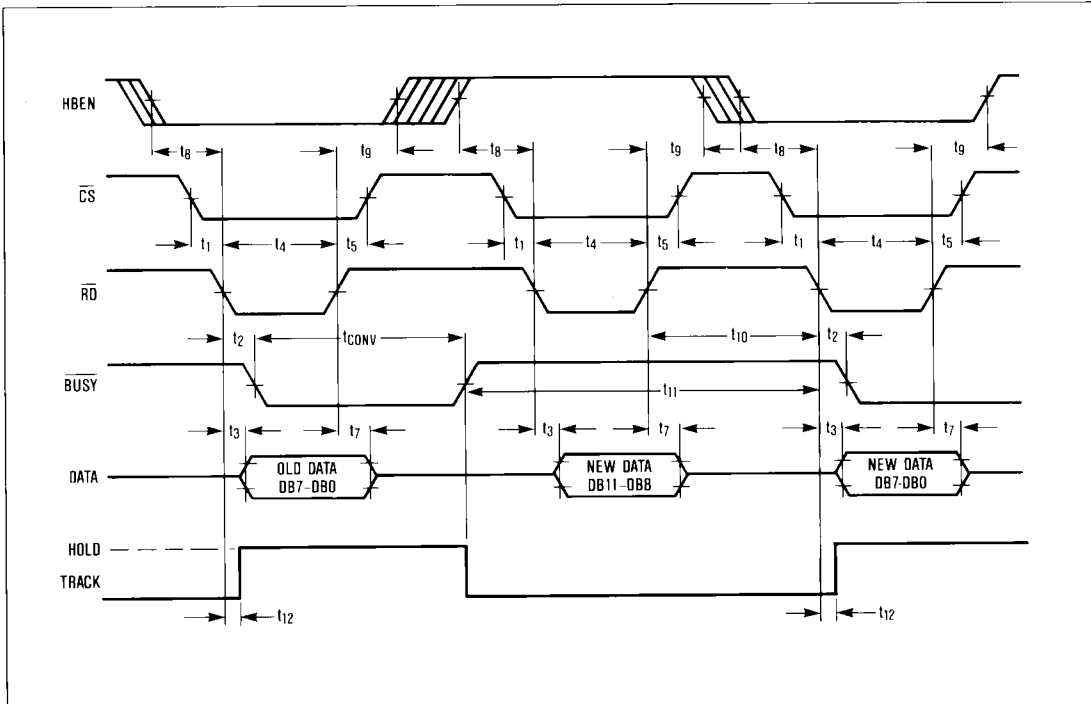 HBEN
t8 t9 t8 t9 t8 t9
CS
t1 t4 t5 t1 t4 t5 t1 t4 t5
RD
t2 tCONV t10 t2
BUSY
t11
t3 t7 t3 t7 t3 t7
DATA
OLD DATA
DB7-DB0
NEW DATA
DB11-DB8
NEW DATA
DB7-DB0
HOLD
TRACK
t12 t12